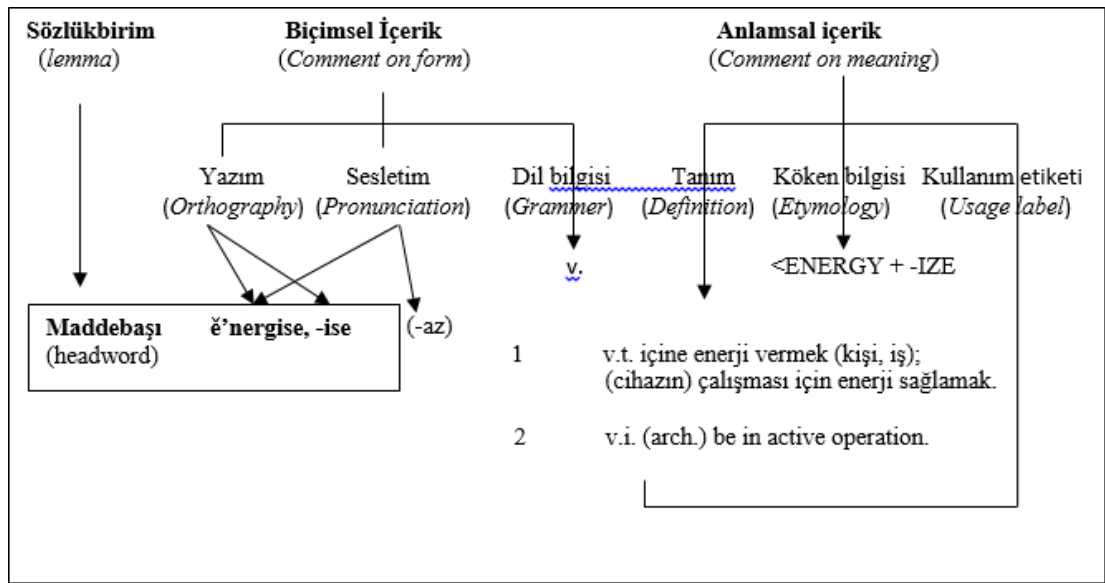 Sözlükbirim Biçimsel İçerik Anlamsal içerik
(lemma) (Comment on form) (Comment on meaning)
Yazım Sesletim Dil bilgisi Tanım Köken bilgisi Kullanım etiketi
(Orthography) (Pronunciation) (Grammer) (Definition) (Etymology) (Usage label)
v. <ENERGY + -IZE
Maddebaşı ĕ’nergise, -ise (-az)
(headword)
1 v.t. içine enerji vermek (kişi, iş);
(cihazın) çalışması için enerji sağlamak.
2 v.i. (arch.) be in active operation.